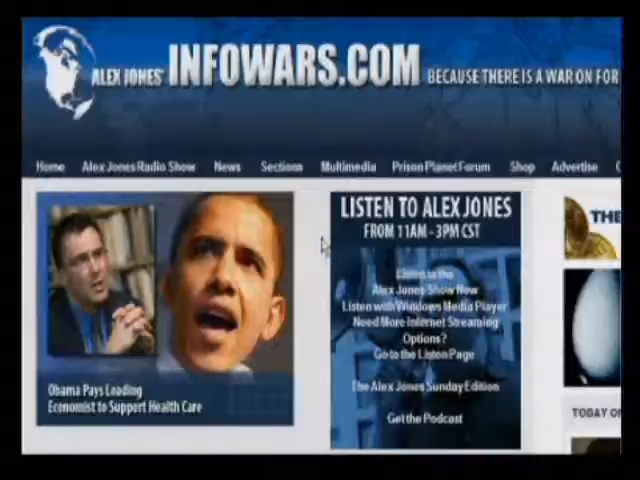 ALEX JONES' INFOWARS.COM BECAUSE THERE IS A WAR ON FOR
Home Alex Jones Radio Show News Sections Multimedia Prison Planet Forum Shop Advertise
LISTEN TO ALEX JONES
FROM 11AM - 3PM CST
Listen to the
Alex Jones Show Now
Listen with Windows Media Player
Need More Internet Streaming
Options?
Go to the Listen Page
The Alex Jones Sunday Edition
Get the Podcast
Obama Pays Leading
Economist to Support Health Care
THE
TODAY ON